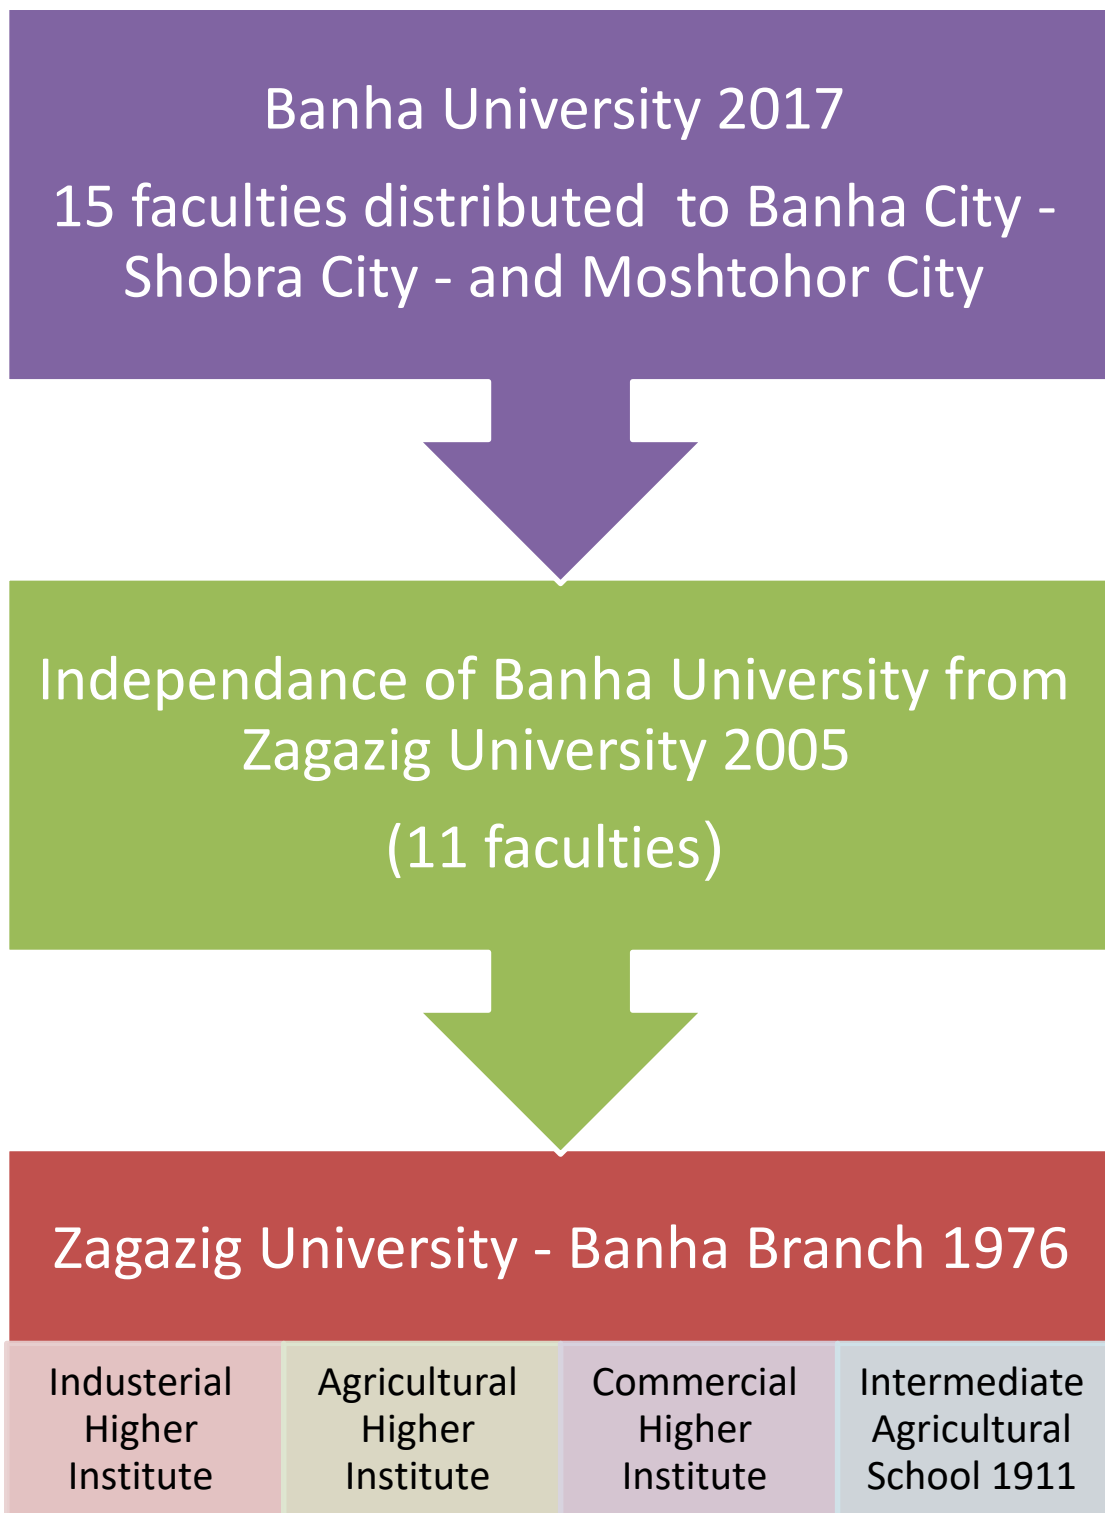 Banha University 2017
15 faculties distributed  to Banha City -
Shobra City - and Moshtohor City
Independance of Banha University from
Zagazig University 2005
(11 faculties)
Zagazig University - Banha Branch 1976
Industerial
Higher
Institute
Agricultural
Higher
Institute
Commercial
Higher
Institute
Intermediate
Agricultural
School 1911